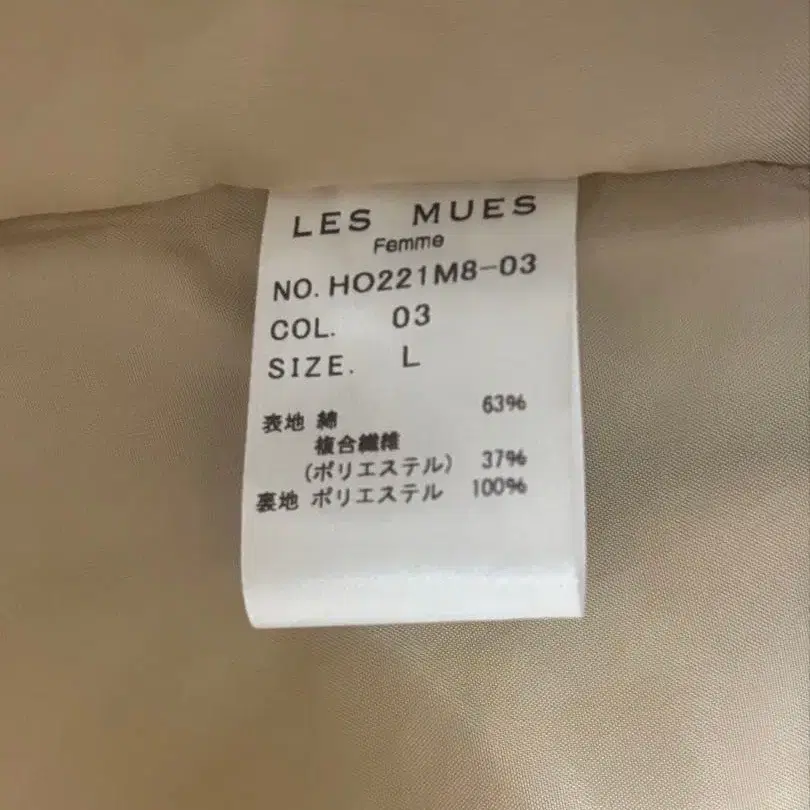 LES MUES
Femme
NO. HO221M8-03
COL. 03
SIZE. L
表地 綿 63%
複合繊維
(ポリエステル) 37%
裏地 ポリエステル 100%